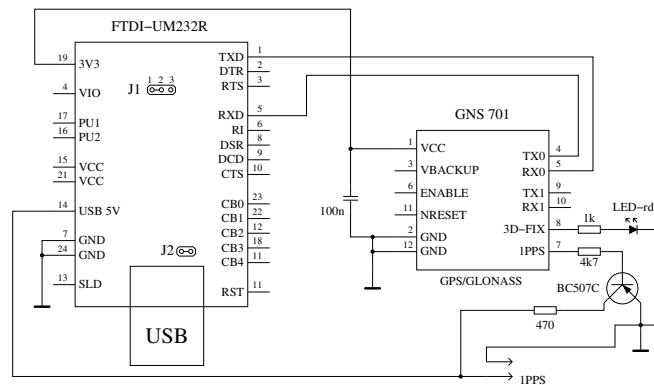 FTDI-UM232R
19 3V3
TXD 1
DTR 2
RTS 3
J1 1 2 3
4 VIO
RXD 5
RI 6
DSR 8
DCD 9
CTS 10
17 PU1
16 PU2
15 VCC
21 VCC
14 USB 5V
CB0 23
CB1 22
CB2 12
CB3 18
CB4 11
7 GND
24 GND
J2
13 SLD
RST 11
USB
100n
GNS 701
1 VCC
3 VBACKUP
6 ENABLE
11 NRESET
2 GND
12 GND
TX0 4
RX0 5
TX1 9
RX1 10
3D-FIX 8
1PPS 7
GPS/GLONASS
1k
LED-rd
4k7
BC507C
470
1PPS